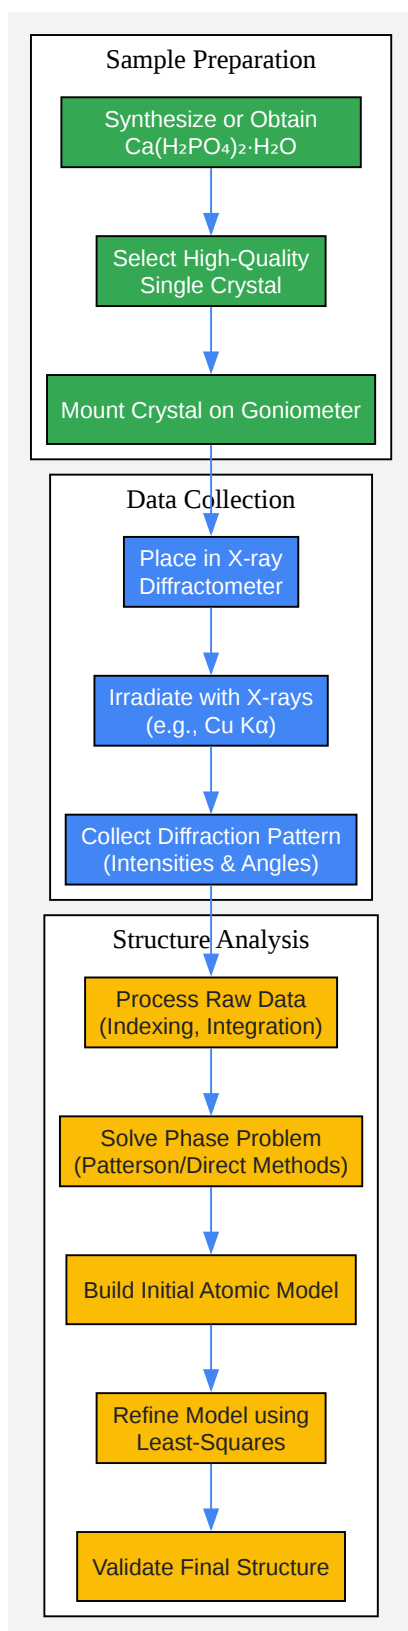 Sample Preparation
Synthesize or Obtain
Ca(H₂PO₄)₂·H₂O
Select High-Quality
Single Crystal
Mount Crystal on Goniometer
Data Collection
Place in X-ray
Diffractometer
Irradiate with X-rays
(e.g., Cu Kα)
Collect Diffraction Pattern
(Intensities & Angles)
Structure Analysis
Process Raw Data
(Indexing, Integration)
Solve Phase Problem
(Patterson/Direct Methods)
Build Initial Atomic Model
Refine Model using
Least-Squares
Validate Final Structure